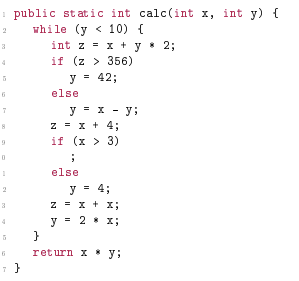 1 public static int calc(int x, int y) {
2 while (y < 10) {
3 int z = x + y * 2;
4 if (z > 356)
5 y = 42;
6 else
7 y = x - y;
8 z = x + 4;
9 if (x > 3)
0 ;
1 else
2 y = 4;
3 z = x + x;
4 y = 2 * x;
5 }
6 return x * y;
7 }